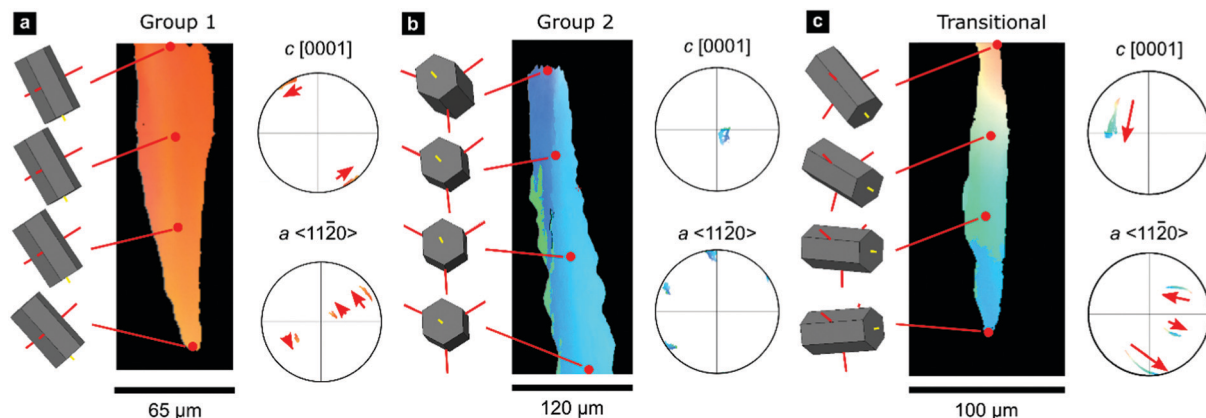 a
Group 1
c [0001]
a <112̅0>
65 µm
b
Group 2
c [0001]
a <112̅0>
120 µm
c
Transitional
c [0001]
a <112̅0>
100 µm